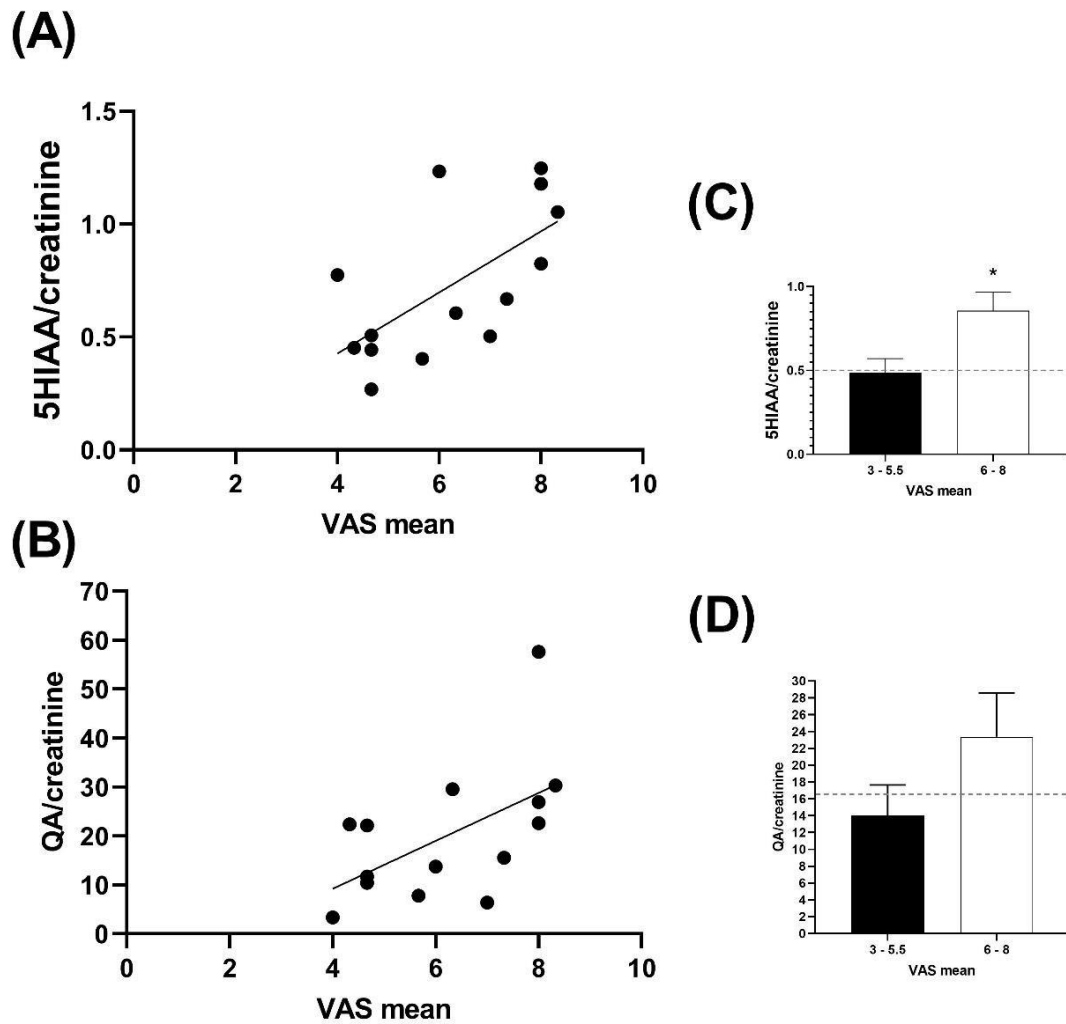 (A)
5HIAA/creatinine
1.5
1.0
0.5
0.0
0 2 4 6 8 10
VAS mean
(B)
QA/creatinine
70
60
50
40
30
20
10
0
0 2 4 6 8 10
VAS mean
(C)
5HIAA/creatinine
1.0
0.5
0.0
*
3 - 5.5 6 - 8
VAS mean
(D)
QA/creatinine
30
28
26
24
22
20
18
16
14
12
10
8
6
4
2
0
3 - 5.5 6 - 8
VAS mean